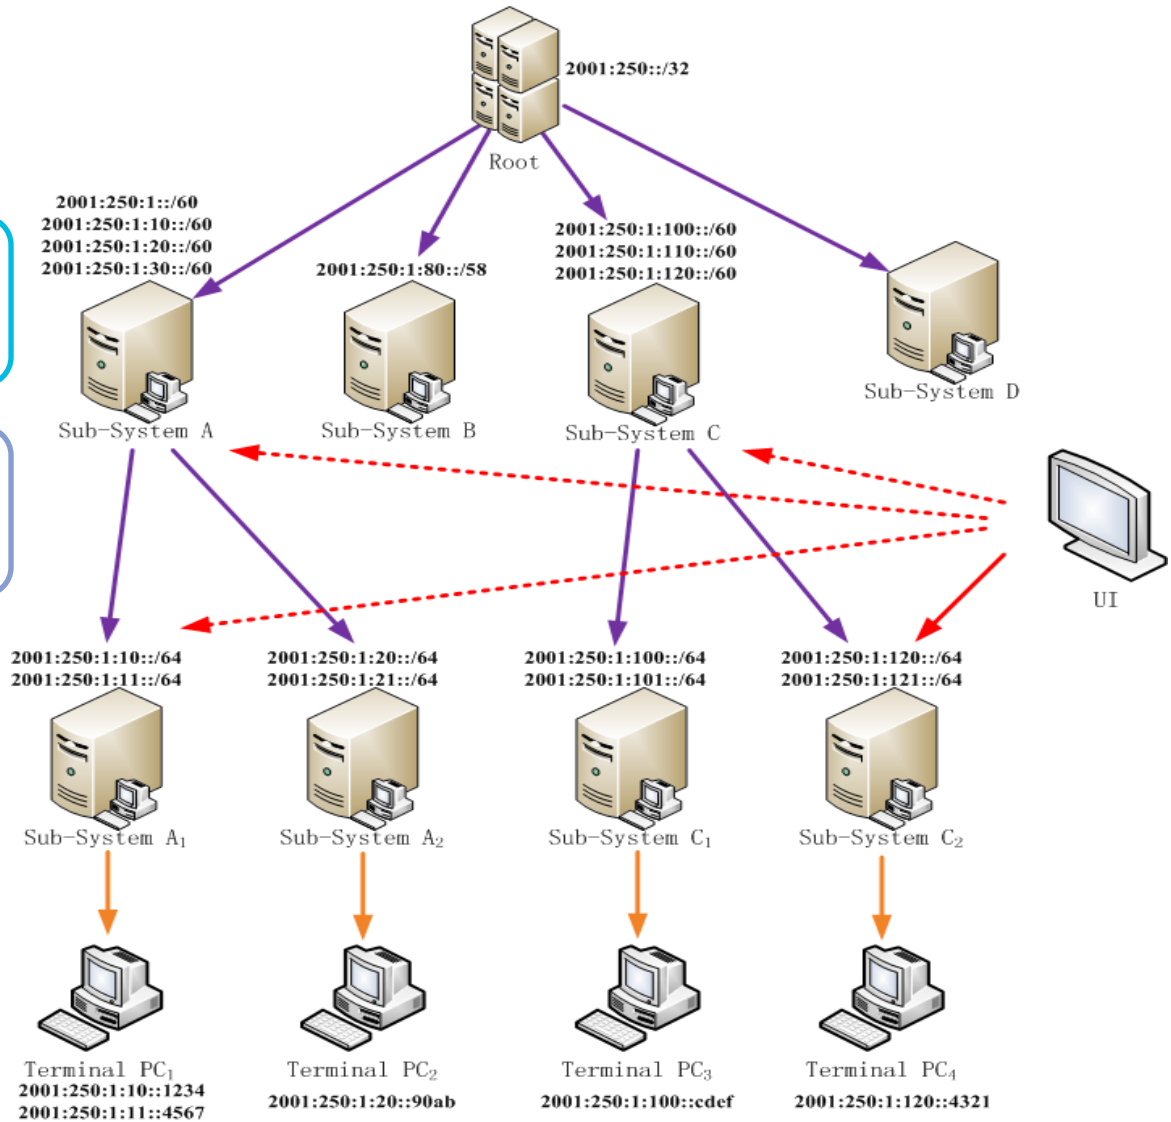 2001:250::/32
Root
2001:250:1::/60
2001:250:1:10::/60
2001:250:1:20::/60
2001:250:1:30::/60
2001:250:1:80::/58
2001:250:1:100::/60
2001:250:1:110::/60
2001:250:1:120::/60
Sub-System A
Sub-System B
Sub-System C
Sub-System D
UI
2001:250:1:10::/64
2001:250:1:11::/64
2001:250:1:20::/64
2001:250:1:21::/64
2001:250:1:100::/64
2001:250:1:101::/64
2001:250:1:120::/64
2001:250:1:121::/64
Sub-System A₁
Sub-System A₂
Sub-System C₁
Sub-System C₂
Terminal PC₁
2001:250:1:10::1234
2001:250:1:11::4567
Terminal PC₂
2001:250:1:20::90ab
Terminal PC₃
2001:250:1:100::cdef
Terminal PC₄
2001:250:1:120::4321